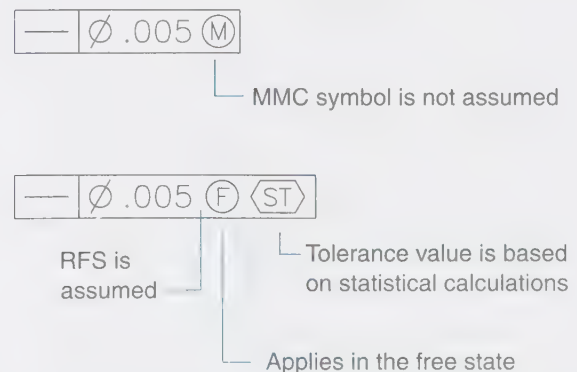 — ⌀ .005 Ⓜ
MMC symbol is not assumed
— ⌀ .005 Ⓕ ST
RFS is
assumed
Tolerance value is based
on statistical calculations
Applies in the free state